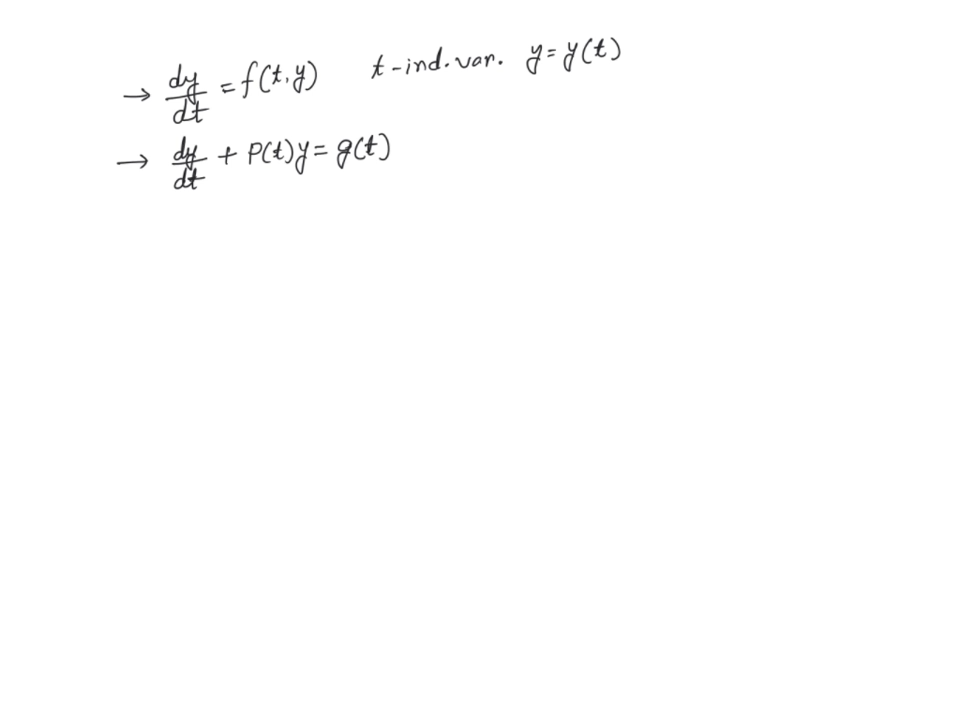 → dy/dt = f(t, y) t - ind. var. y = y(t)
→ dy/dt + P(t)y = g(t)